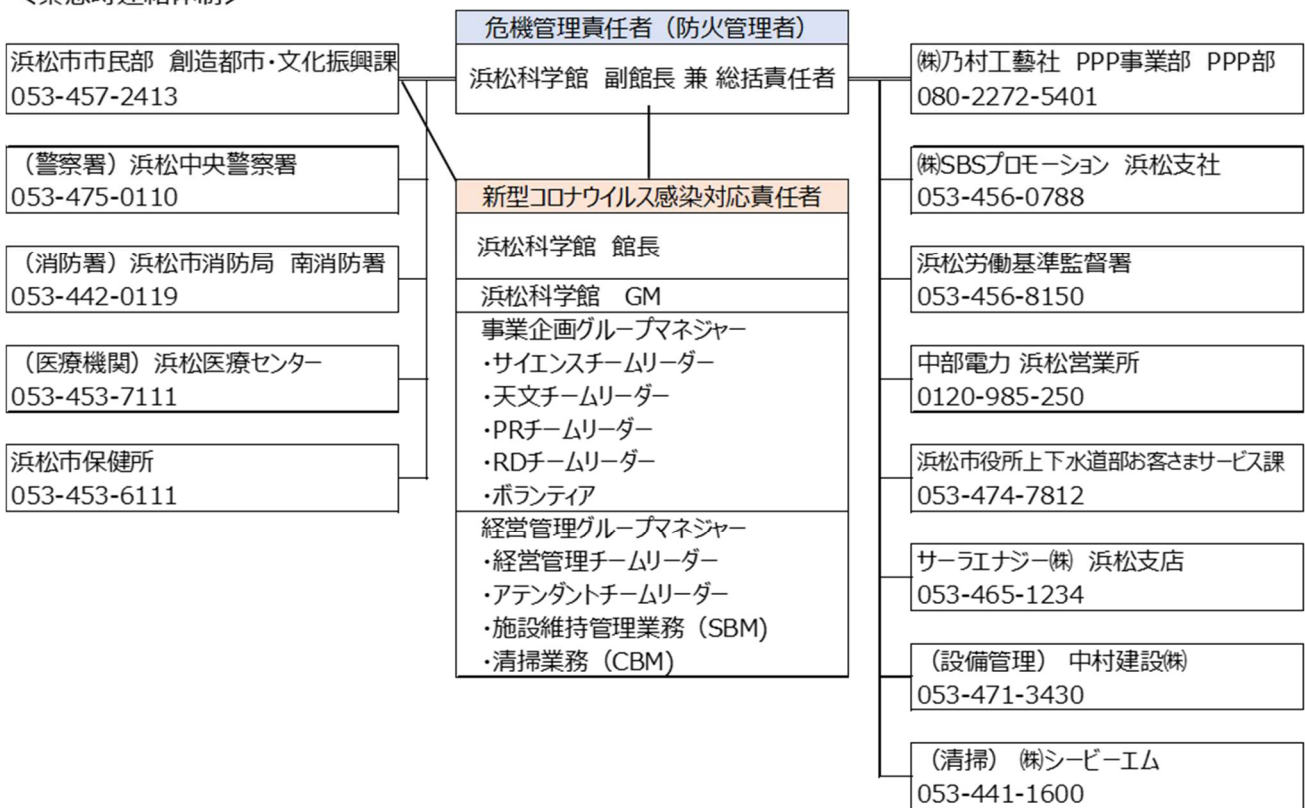 <緊急時連絡体制>
危機管理責任者（防火管理者）
浜松科学館 副館長 兼 総括責任者
浜松市市民部 創造都市・文化振興課
053-457-2413
（警察署）浜松中央警察署
053-475-0110
（消防署）浜松市消防局 南消防署
053-442-0119
（医療機関）浜松医療センター
053-453-7111
浜松市保健所
053-453-6111
新型コロナウイルス感染対応責任者
浜松科学館 館長
浜松科学館 GM
事業企画グループマネジャー
・サイエンスチームリーダー
・天文チームリーダー
・PRチームリーダー
・RDチームリーダー
・ボランティア
経営管理グループマネジャー
・経営管理チームリーダー
・アテンダントチームリーダー
・施設維持管理業務（SBM)
・清掃業務（CBM)
㈱乃村工藝社 PPP事業部 PPP部
080-2272-5401
㈱SBSプロモーション 浜松支社
053-456-0788
浜松労働基準監督署
053-456-8150
中部電力 浜松営業所
0120-985-250
浜松市役所上下水道部お客さまサービス課
053-474-7812
サーラエナジー㈱ 浜松支店
053-465-1234
（設備管理） 中村建設㈱
053-471-3430
（清掃） ㈱シービーエム
053-441-1600